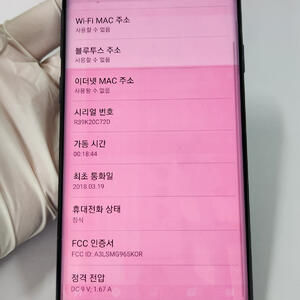 Wi-Fi MAC 주소
사용할 수 없음
블루투스 주소
사용할 수 없음
이더넷 MAC 주소
사용할 수 없음
시리얼 번호
R39K20C72D
가동 시간
00:18:44
최초 통화일
2018.03.19
휴대전화 상태
정식
FCC 인증서
FCC ID: A3LSMG965KOR
정격 전압
DC 9 V, 1.67 A